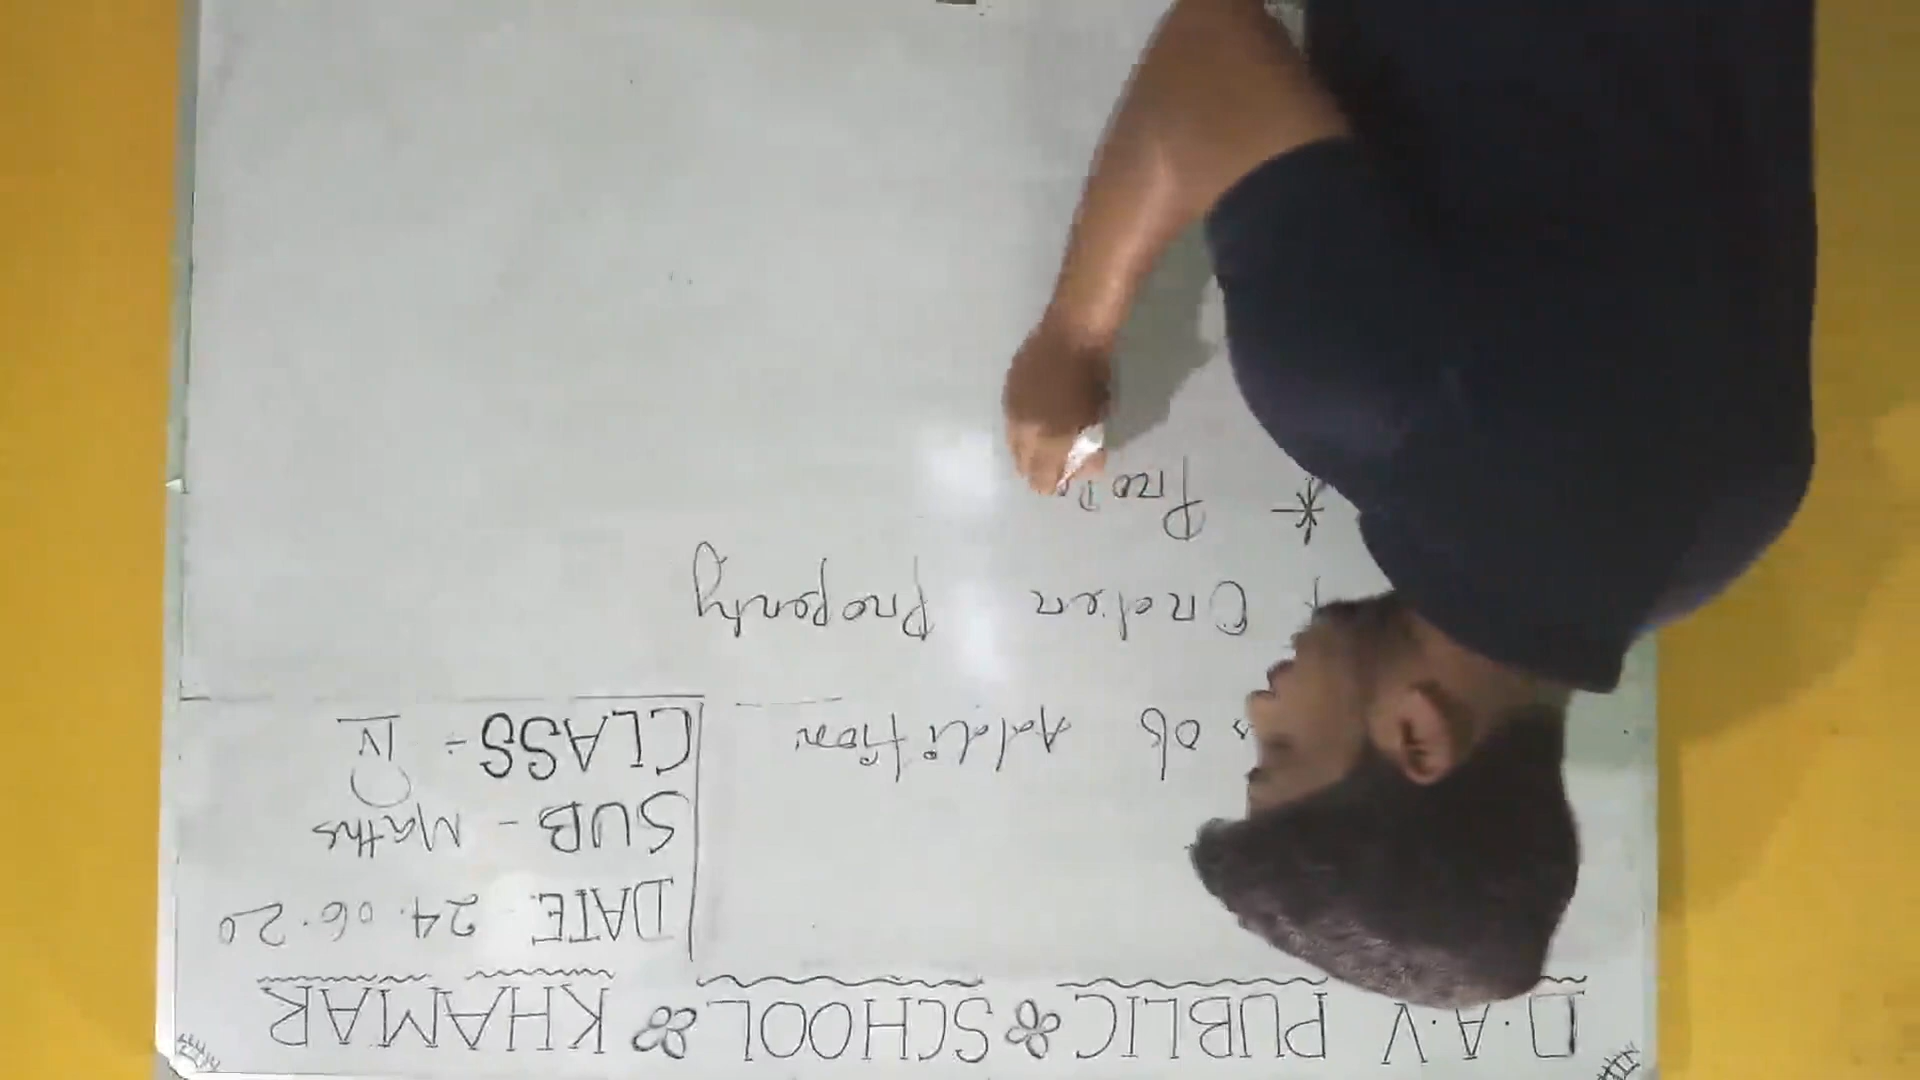 D.A.V PUBLIC SCHOOL KHAMAR
DATE 24.06.20
SUB - Maths
CLASS ÷ IV
of Addition
Order Property
*